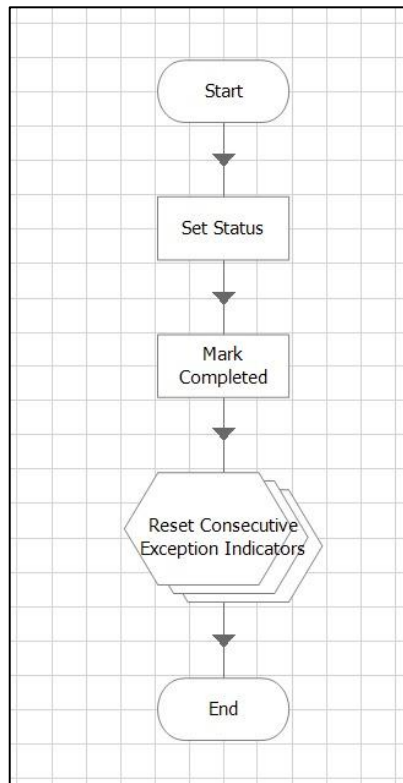 Start
Set Status
Mark
Completed
Reset Consecutive
Exception Indicators
End